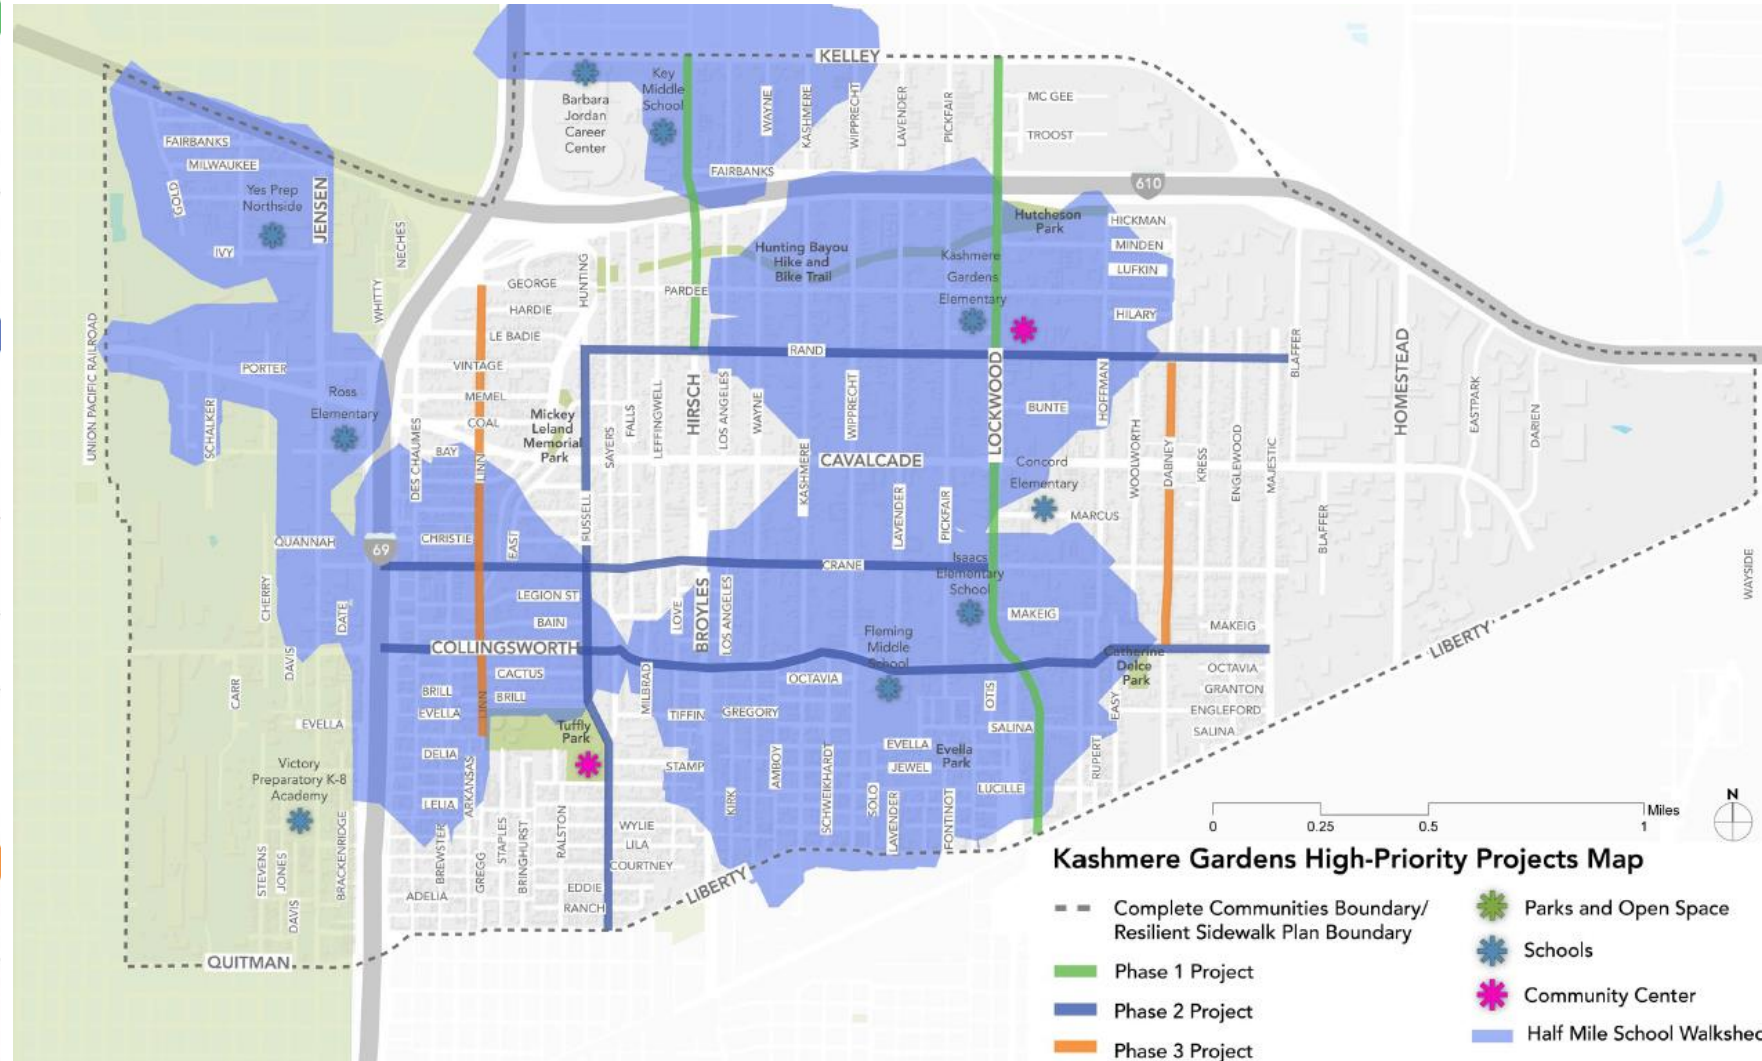 KELLEY
Key
Middle
School
Barbara
Jordan
Career
Center
WAYNE
KASHMERE
WIPPRECHT
LAVENDER
PICKFAIR
MC GEE
TROOST
FAIRBANKS
MILWAUKEE
GOLD
Yes Prep
Northside
JENSEN
IVY
NECHES
WHITTY
FAIRBANKS
610
Hutcheson
Park
HICKMAN
MINDEN
LUFKIN
HILARY
Hunting Bayou
Hike and
Bike Trail
Kashmere
Gardens
Elementary
GEORGE
HUNTING
HARDIE
LE BADIE
PARDEE
UNION PACIFIC RAILROAD
PORTER
SCHALKER
Ross
Elementary
VINTAGE
MEMEL
COAL
BAY
DES CHAUMES
LINN
Mickey
Leland
Memorial
Park
RAND
SAYERS
FALLS
LEFFINGWELL
HIRSCH
LOS ANGELES
WAYNE
WIPPRECHT
KASHMERE
CAVALCADE
LOCKWOOD
BUNTE
HOFFMAN
Concord
Elementary
MARCUS
WOOLWORTH
DABNEY
KRESS
ENGLEWOOD
MAJESTIC
BLAFFER
BLAFFER
HOMESTEAD
EASTPARK
DARIEN
WAYSIDE
QUANNAH
69
CHRISTIE
EAST
RUSSELL
LAVENDER
PICKFAIR
CRANE
Isaacs
Elementary
School
CHERRY
DATE
LEGION ST.
BAIN
LOVE
BROYLES
LOS ANGELES
MAKEIG
MAKEIG
Fleming
Middle
School
COLLINGSWORTH
DAVIS
CARR
CACTUS
BRILL
BRILL
EVELLA
LINN
MILBRAD
OCTAVIA
TIFFIN
GREGORY
OTIS
SALINA
Catherine
Delce
Park
EASY
OCTAVIA
GRANTON
ENGLEFORD
SALINA
LIBERTY
EVELLA
Tuffly
Park
DELIA
ARKANSAS
STAMP
AMBOY
SCHWEIKHARDT
EVELLA
JEWEL
Evella
Park
RUPERT
Victory
Preparatory K-8
Academy
LELIA
KIRK
SOLO
LAVENDER
FONTINOT
LUCILLE
STEVENS
JONES
DAVIS
BRACKENRIDGE
BREWSTER
GREGG
STAPLES
BRINGHURST
RALSTON
WYLIE
LILA
COURTNEY
EDDIE
RANCH
ADELIA
LIBERTY
QUITMAN
0 0.25 0.5 1 Miles
N
Kashmere Gardens High-Priority Projects Map
Complete Communities Boundary/
Resilient Sidewalk Plan Boundary
Phase 1 Project
Phase 2 Project
Phase 3 Project
Parks and Open Space
Schools
Community Center
Half Mile School Walkshed